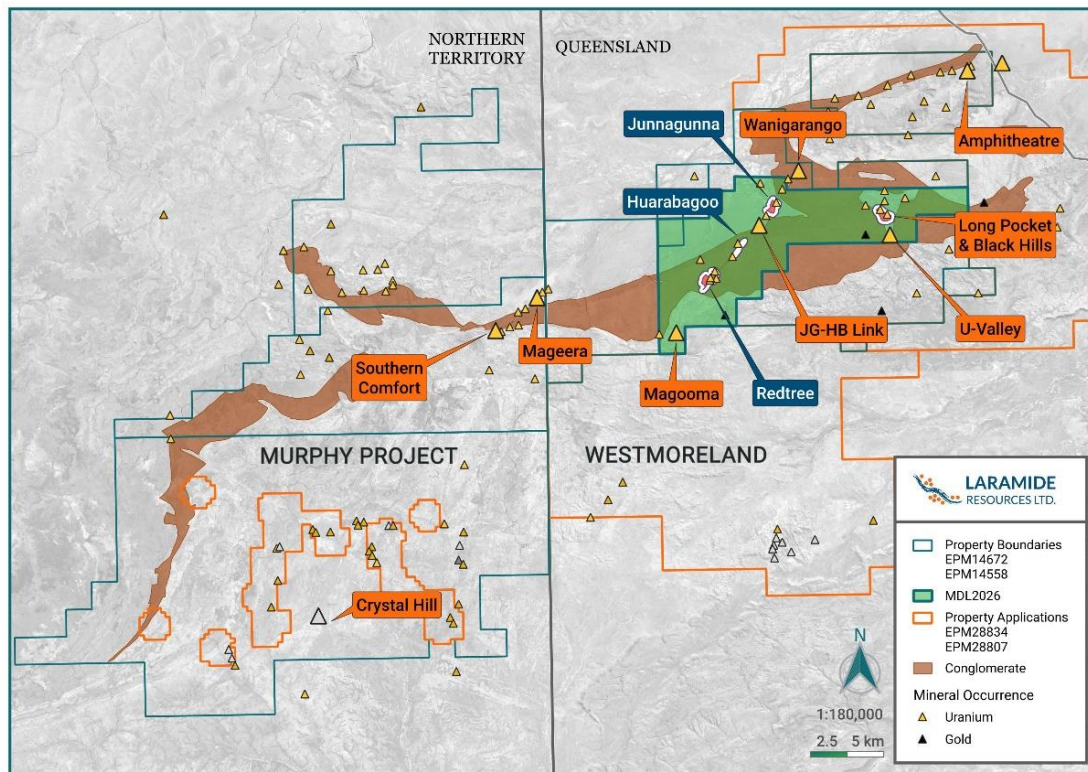 NORTHERN
TERRITORY
QUEENSLAND
Junnagunna
Wanigarango
Amphitheatre
Huarabagoo
Long Pocket
& Black Hills
JG-HB Link
U-Valley
Mageera
Southern
Comfort
Magooma
Redtree
MURPHY PROJECT
WESTMORELAND
Crystal Hill
N
1:180,000
2.5 5 km
LARAMIDE
RESOURCES LTD.
Property Boundaries
EPM14672
EPM14558
MDL2026
Property Applications
EPM28834
EPM28807
Conglomerate
Mineral Occurrence
Uranium
Gold